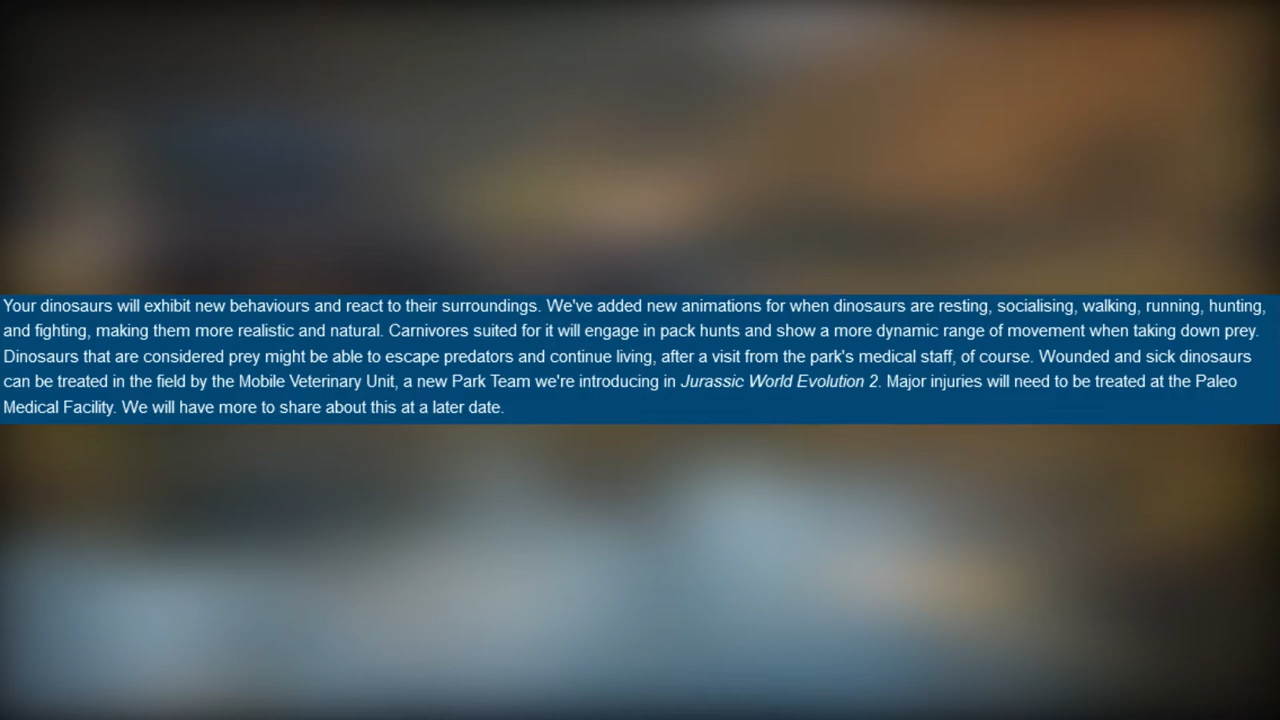 Your dinosaurs will exhibit new behaviours and react to their surroundings. We've added new animations for when dinosaurs are resting, socialising, walking, running, hunting,
and fighting, making them more realistic and natural. Carnivores suited for it will engage in pack hunts and show a more dynamic range of movement when taking down prey.
Dinosaurs that are considered prey might be able to escape predators and continue living, after a visit from the park's medical staff, of course. Wounded and sick dinosaurs
can be treated in the field by the Mobile Veterinary Unit, a new Park Team we're introducing in Jurassic World Evolution 2. Major injuries will need to be treated at the Paleo
Medical Facility. We will have more to share about this at a later date.